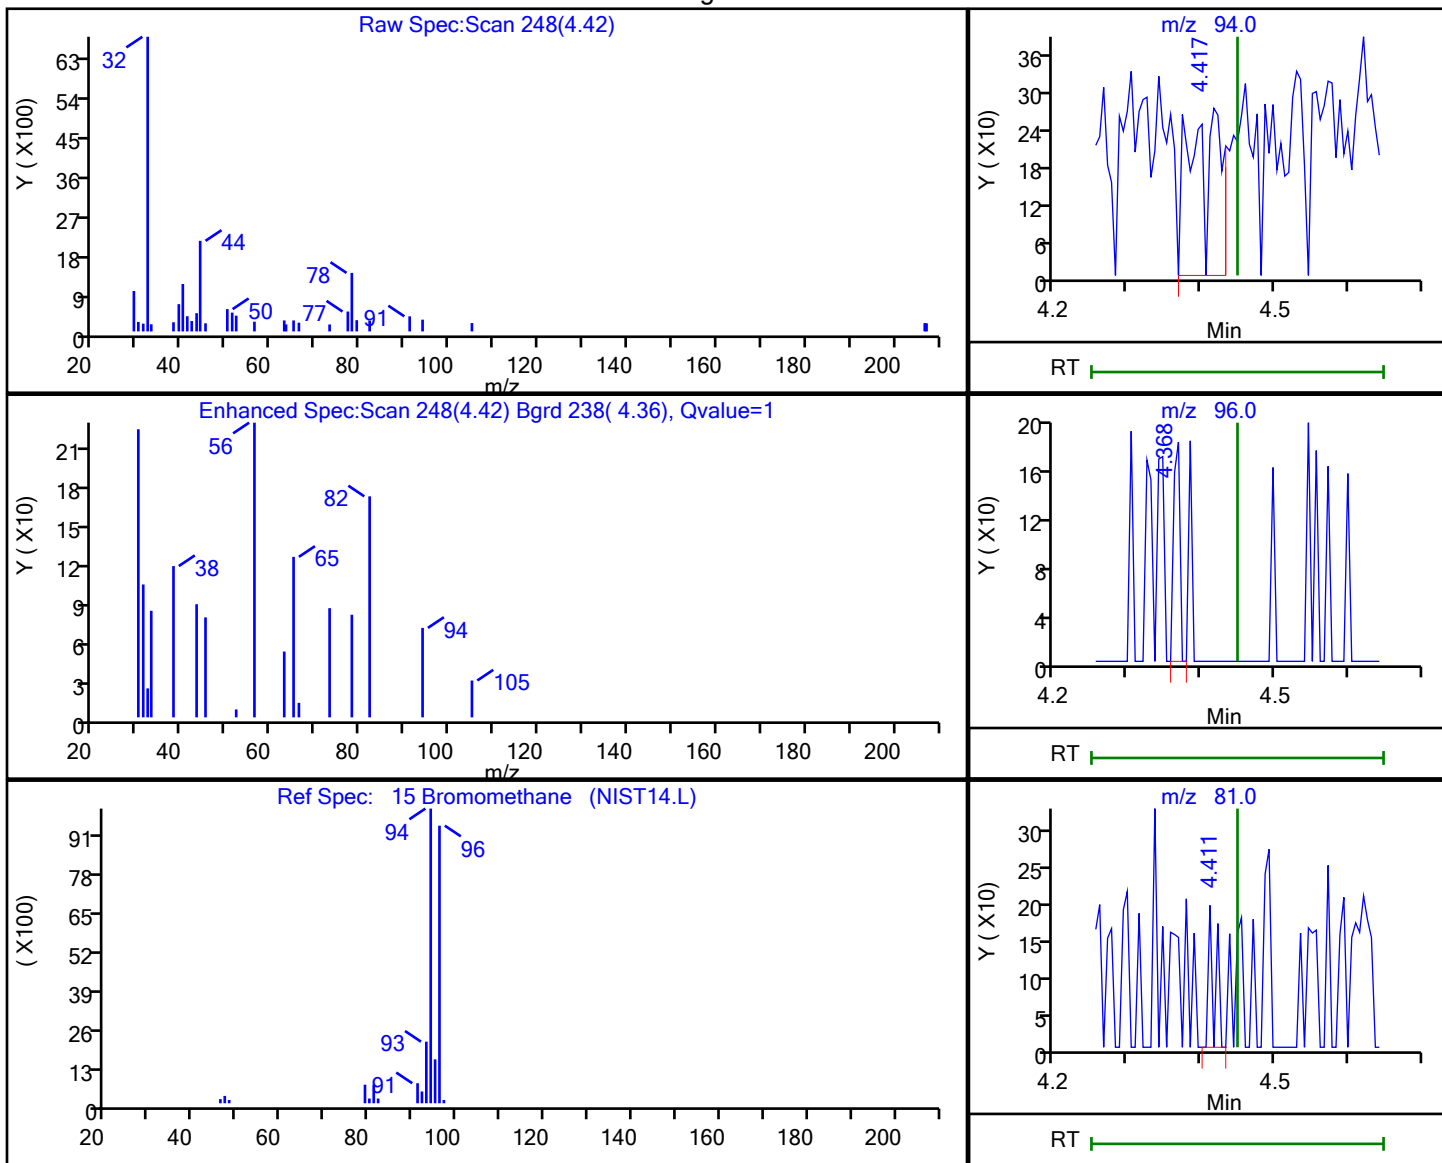 Raw Spec:Scan 248(4.42)
63
54
45
36
27
18
9
0
Y ( X100)
32
44
50
77
78
91
20 40 60 80 100 120 140 160 180 200
m/z
m/z 94.0
36
30
24
18
12
6
0
Y ( X10)
4.417
4.2 4.5
Min
RT
Enhanced Spec:Scan 248(4.42) Bgrd 238( 4.36), Qvalue=1
21
18
15
12
9
6
3
0
Y ( X10)
56
82
38
65
94
105
20 40 60 80 100 120 140 160 180 200
m/z
m/z 96.0
20
16
12
8
4
0
Y ( X10)
4.368
4.2 4.5
Min
RT
Ref Spec: 15 Bromomethane (NIST14.L)
91
78
65
52
39
26
13
0
( X100)
94
96
93
91
20 40 60 80 100 120 140 160 180 200
m/z 81.0
30
25
20
15
10
5
0
Y ( X10)
4.411
4.2 4.5
Min
RT